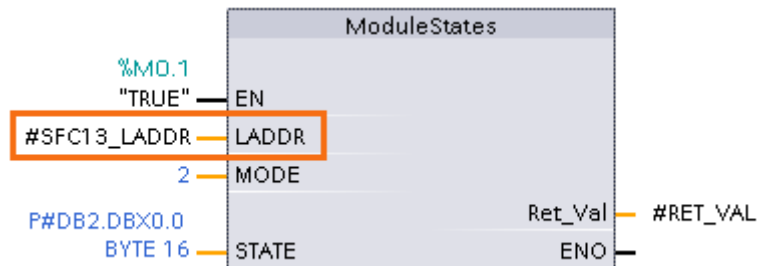 ModuleStates
%M0.1
"TRUE" EN
#SFC13_LADDR LADDR
2 MODE
Ret_Val #RET_VAL
P#DB2.DBX0.0
BYTE 16 STATE ENO